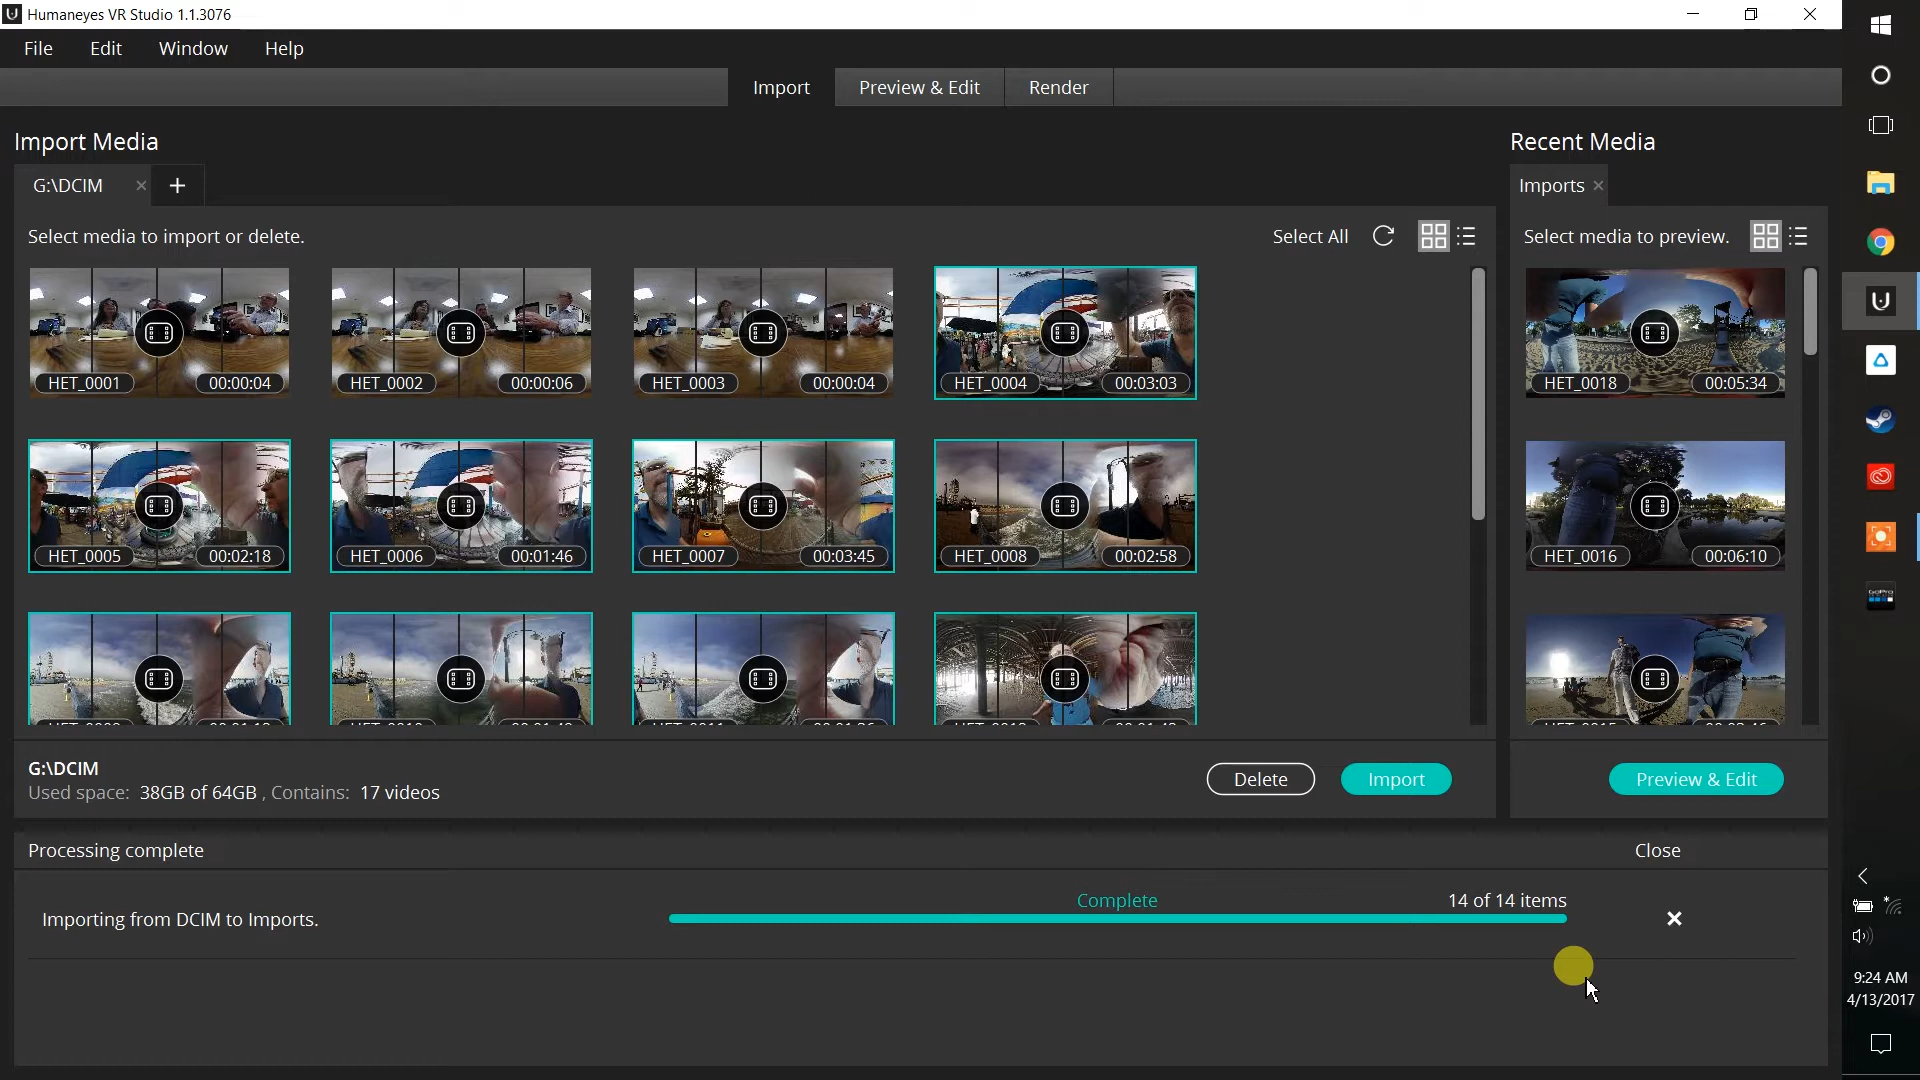 Humaneyes VR Studio 1.1.3076
File Edit Window Help
Import Preview & Edit Render
Import Media
Recent Media
G:\DCIM
Imports
Select media to import or delete.
Select All
Select media to preview.
HET_0001 00:00:04
HET_0002 00:00:06
HET_0003 00:00:04
HET_0004 00:03:03
HET_0018 00:05:34
HET_0005 00:02:18
HET_0006 00:01:46
HET_0007 00:03:45
HET_0008 00:02:58
HET_0016 00:06:10
GoPro
G:\DCIM
Used space: 38GB of 64GB , Contains: 17 videos
Delete
Import
Preview & Edit
Processing complete
Close
Complete
14 of 14 items
Importing from DCIM to Imports.
9:24 AM
4/13/2017